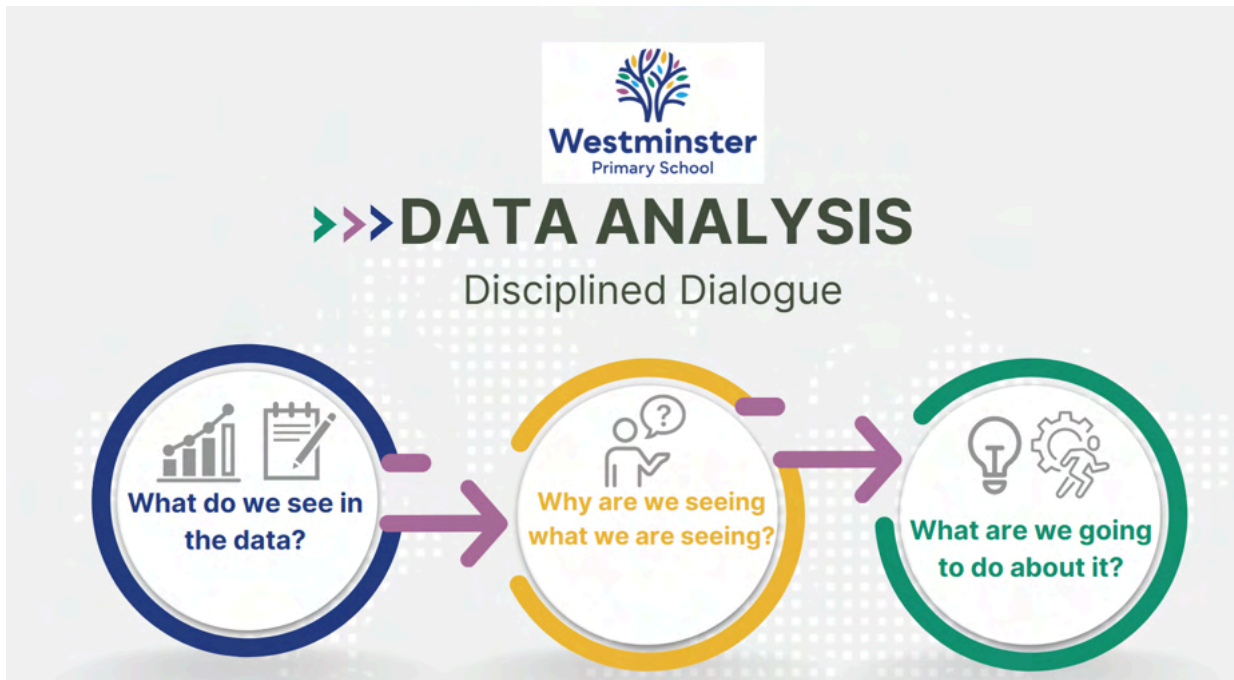 Westminster
Primary School
DATA ANALYSIS
Disciplined Dialogue
What do we see in
the data?
?
Why are we seeing
what we are seeing?
What are we going
to do about it?